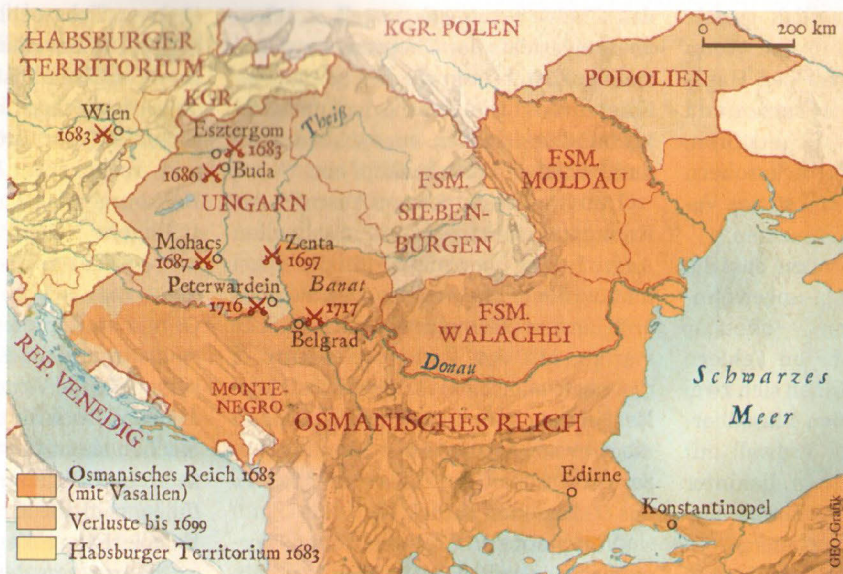 HABSBURGER
TERRITORIUM
KGR. POLEN
0 200 km
PODOLIEN
KGR.
Wien
1683
Theiß
Esztergom
1683
1686
Buda
FSM.
MOLDAU
FSM.
SIEBEN-
BÜRGEN
UNGARN
Mohacs
1687
Zenta
1697
Peterwardein
1716
Banat
1717
Belgrad
FSM.
WALACHEI
Donau
REP. VENEDIG
MONTE-
NEGRO
OSMANISCHES REICH
Schwarzes
Meer
Edirne
Konstantinopel
Osmanisches Reich 1683
(mit Vasallen)
Verluste bis 1699
Habsburger Territorium 1683
GEO-Grafik